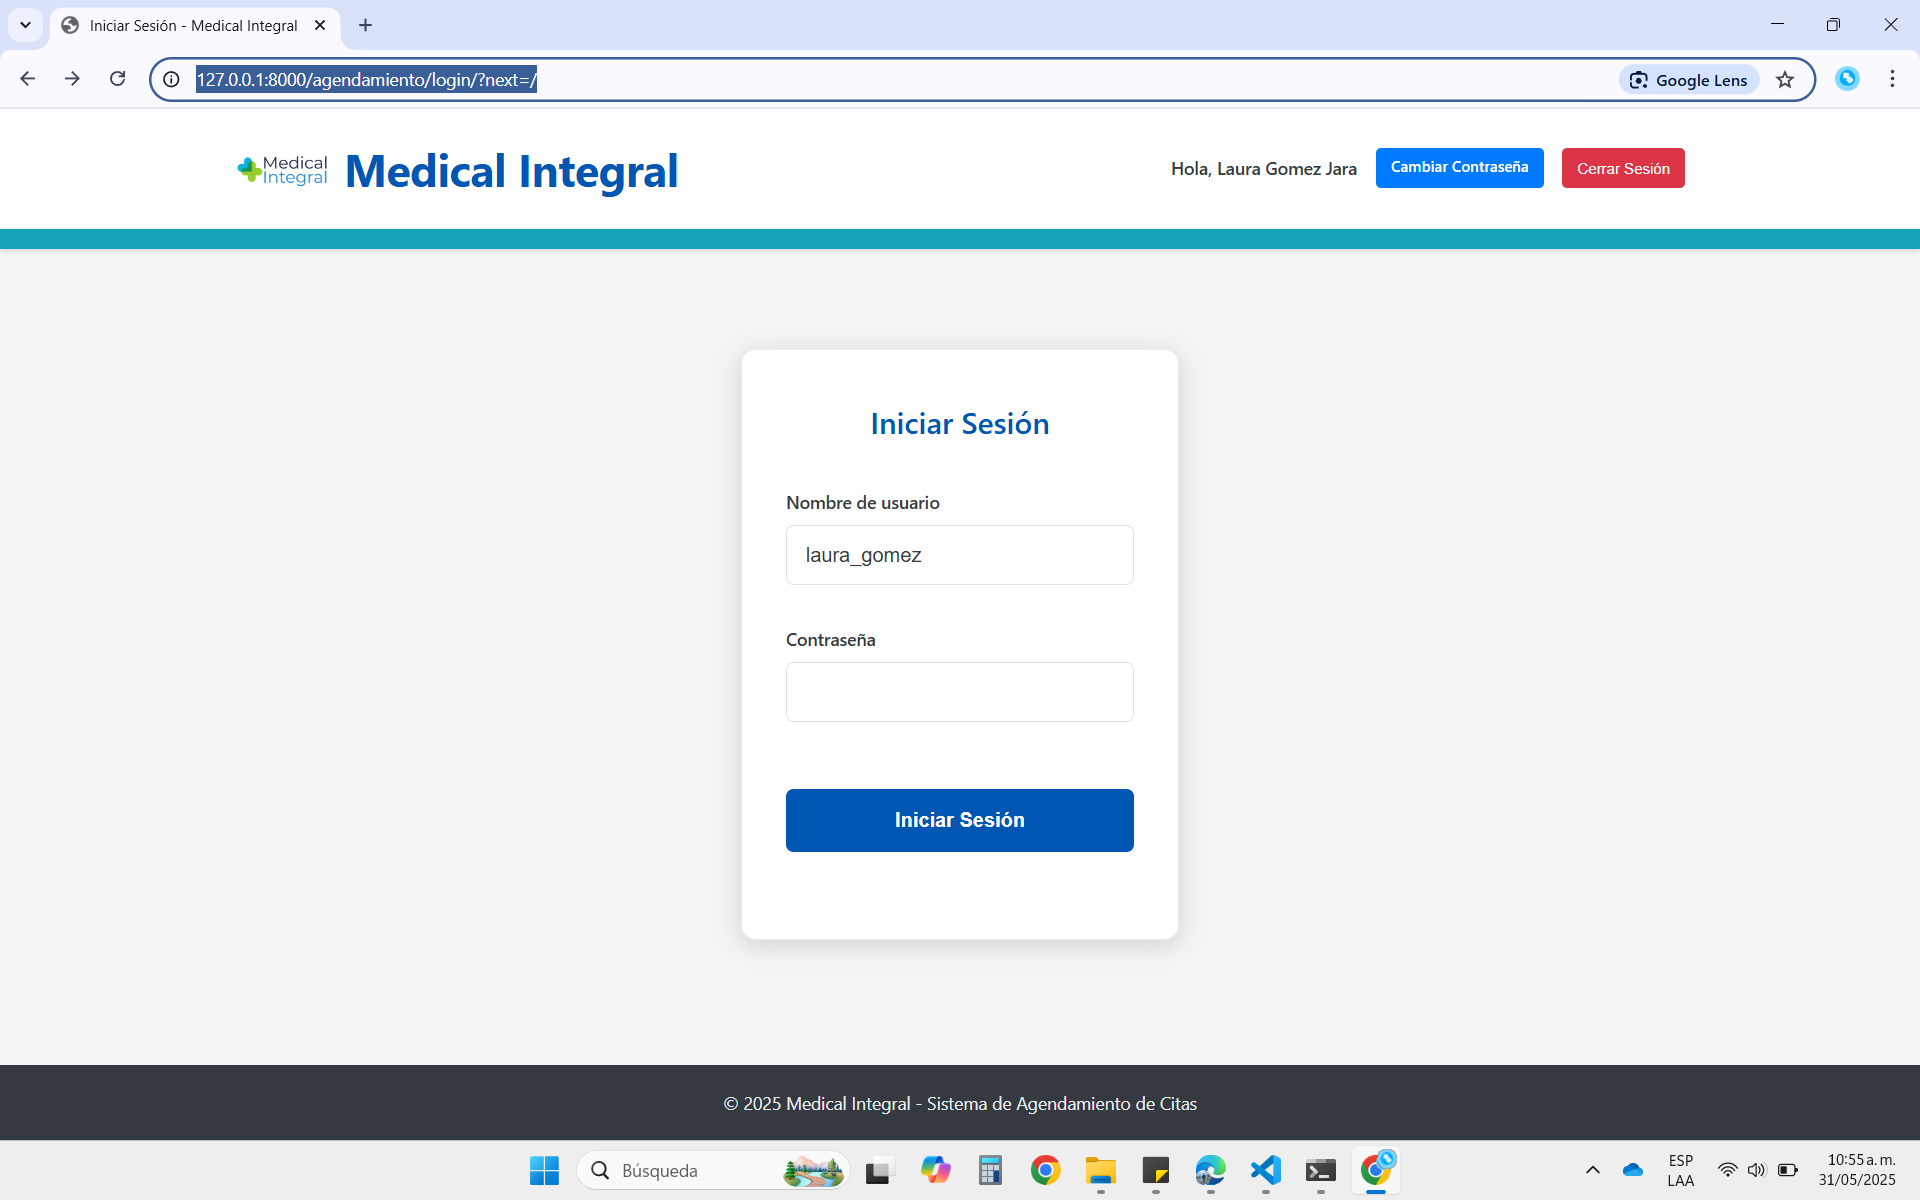 Iniciar Sesión - Medical Integral
127.0.0.1:8000/agendamiento/login/?next=/
Google Lens
Medical
Integral
Medical Integral
Hola, Laura Gomez Jara
Cambiar Contraseña
Cerrar Sesión
Iniciar Sesión
Nombre de usuario
laura_gomez
Contraseña
Iniciar Sesión
© 2025 Medical Integral - Sistema de Agendamiento de Citas
Búsqueda
ESP
LAA
10:55 a. m.
31/05/2025